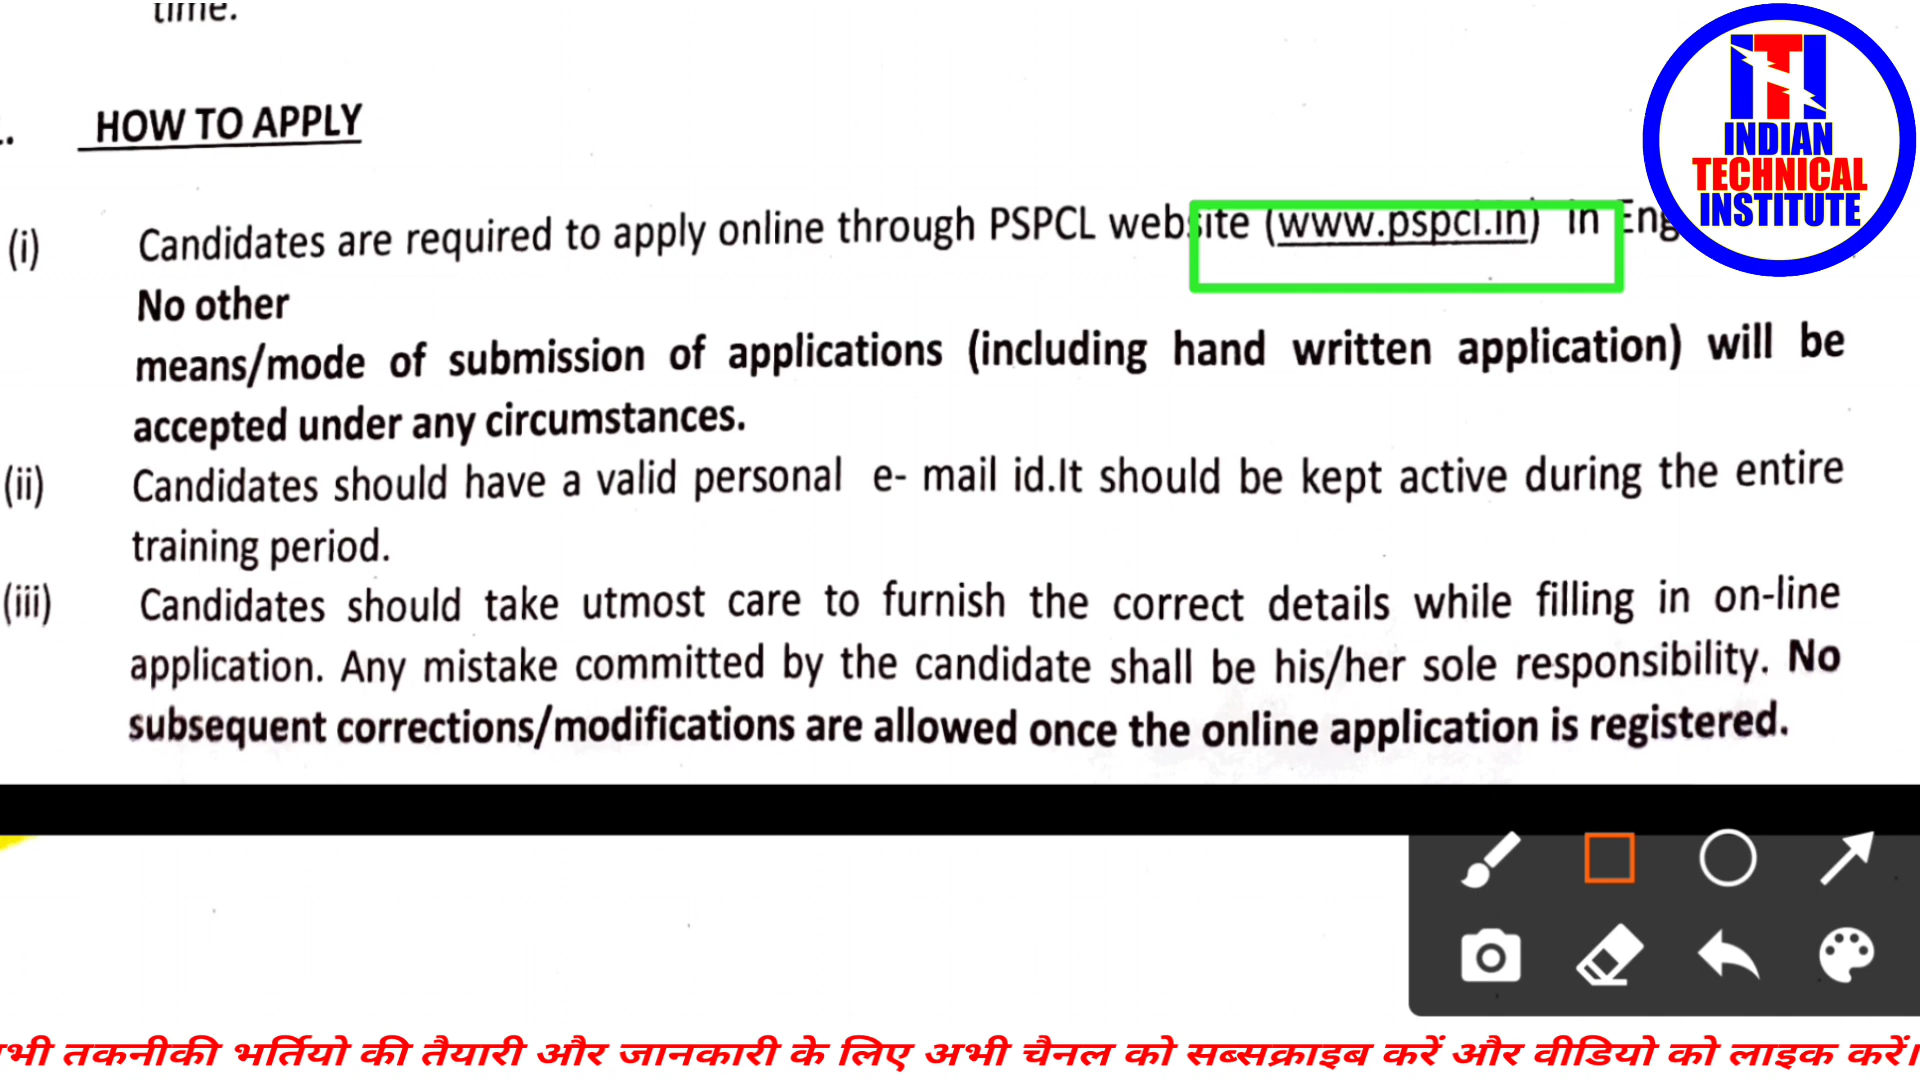 time.
HOW TO APPLY
(i) Candidates are required to apply online through PSPCL website (www.pspcl.in) in
No other
means/mode of submission of applications (including hand written application) will be
accepted under any circumstances.
(ii) Candidates should have a valid personal e- mail id.It should be kept active during the entire
training period.
(iii) Candidates should take utmost care to furnish the correct details while filling in on-line
application. Any mistake committed by the candidate shall be his/her sole responsibility. No
subsequent corrections/modifications are allowed once the online application is registered.
ITI
INDIAN
TECHNICAL
INSTITUTE
तकनीकी भर्तियो की तैयारी और जानकारी के लिए अभी चैनल को सब्सक्राइब करें और वीडियो को लाइक करें।